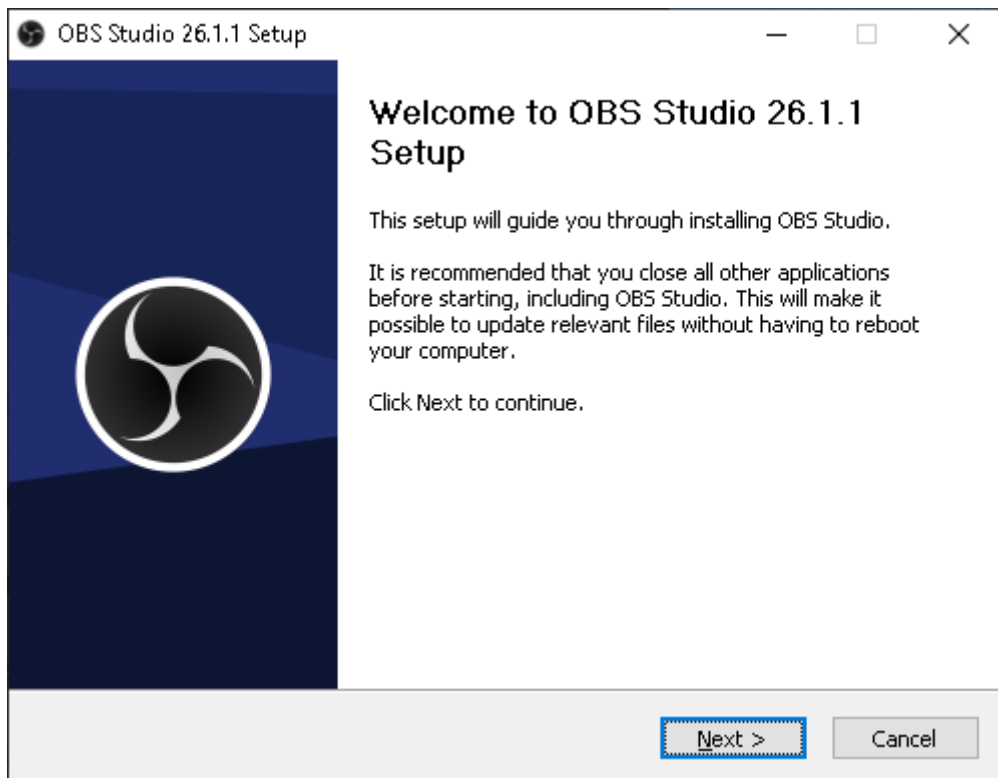 OBS Studio 26.1.1 Setup
Welcome to OBS Studio 26.1.1
Setup
This setup will guide you through installing OBS Studio.
It is recommended that you close all other applications
before starting, including OBS Studio. This will make it
possible to update relevant files without having to reboot
your computer.
Click Next to continue.
Next >
Cancel